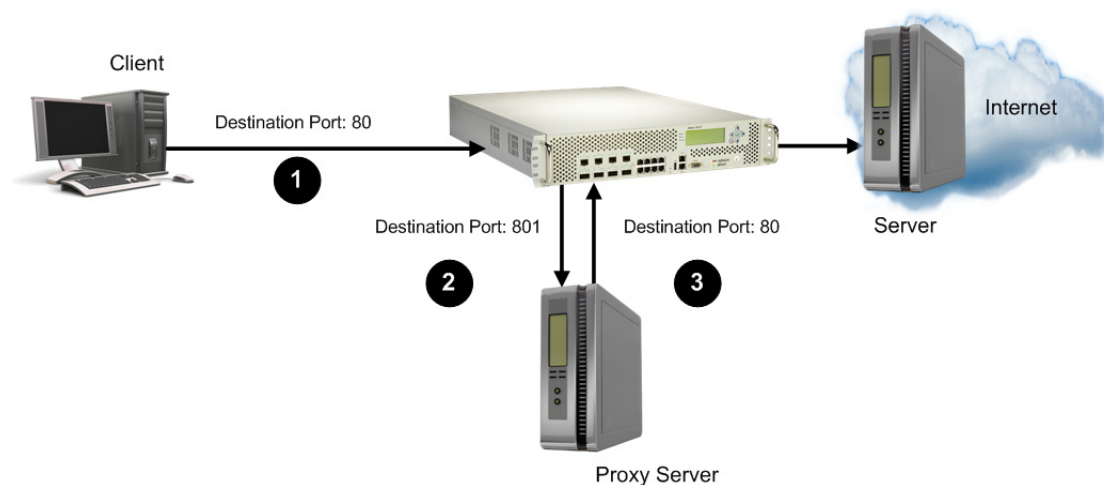 Client
Destination Port: 80
1
Internet
Server
Destination Port: 801
Destination Port: 80
2
3
Proxy Server